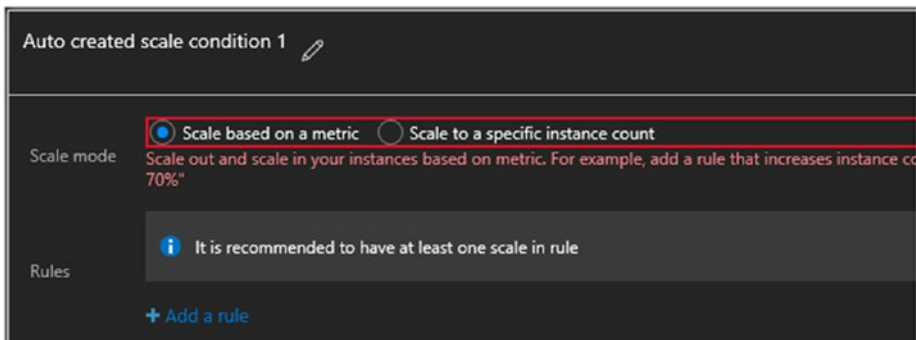 Auto created scale condition 1
Scale based on a metric Scale to a specific instance count
Scale mode
Scale out and scale in your instances based on metric. For example, add a rule that increases instance
70%"
It is recommended to have at least one scale in rule
Rules
+ Add a rule